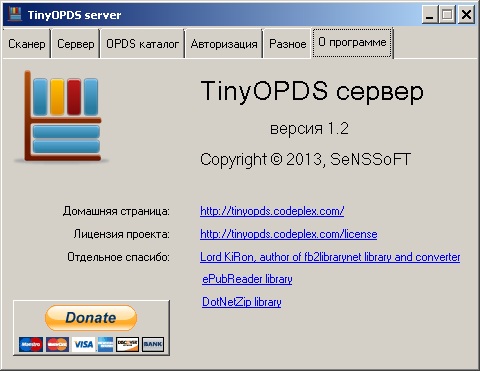 TinyOPDS server
Сканер Сервер OPDS каталог Авторизация Разное О программе
TinyOPDS сервер
версия 1.2
Copyright © 2013, SeNSSoFT
Домашняя страница: http://tinyopds.codeplex.com/
Лицензия проекта: http://tinyopds.codeplex.com/license
Отдельное спасибо: Lord KiRon, author of fb2librarynet library and converter
ePubReader library
DotNetZip library
Donate
MasterCard VISA DISCOVER BANK